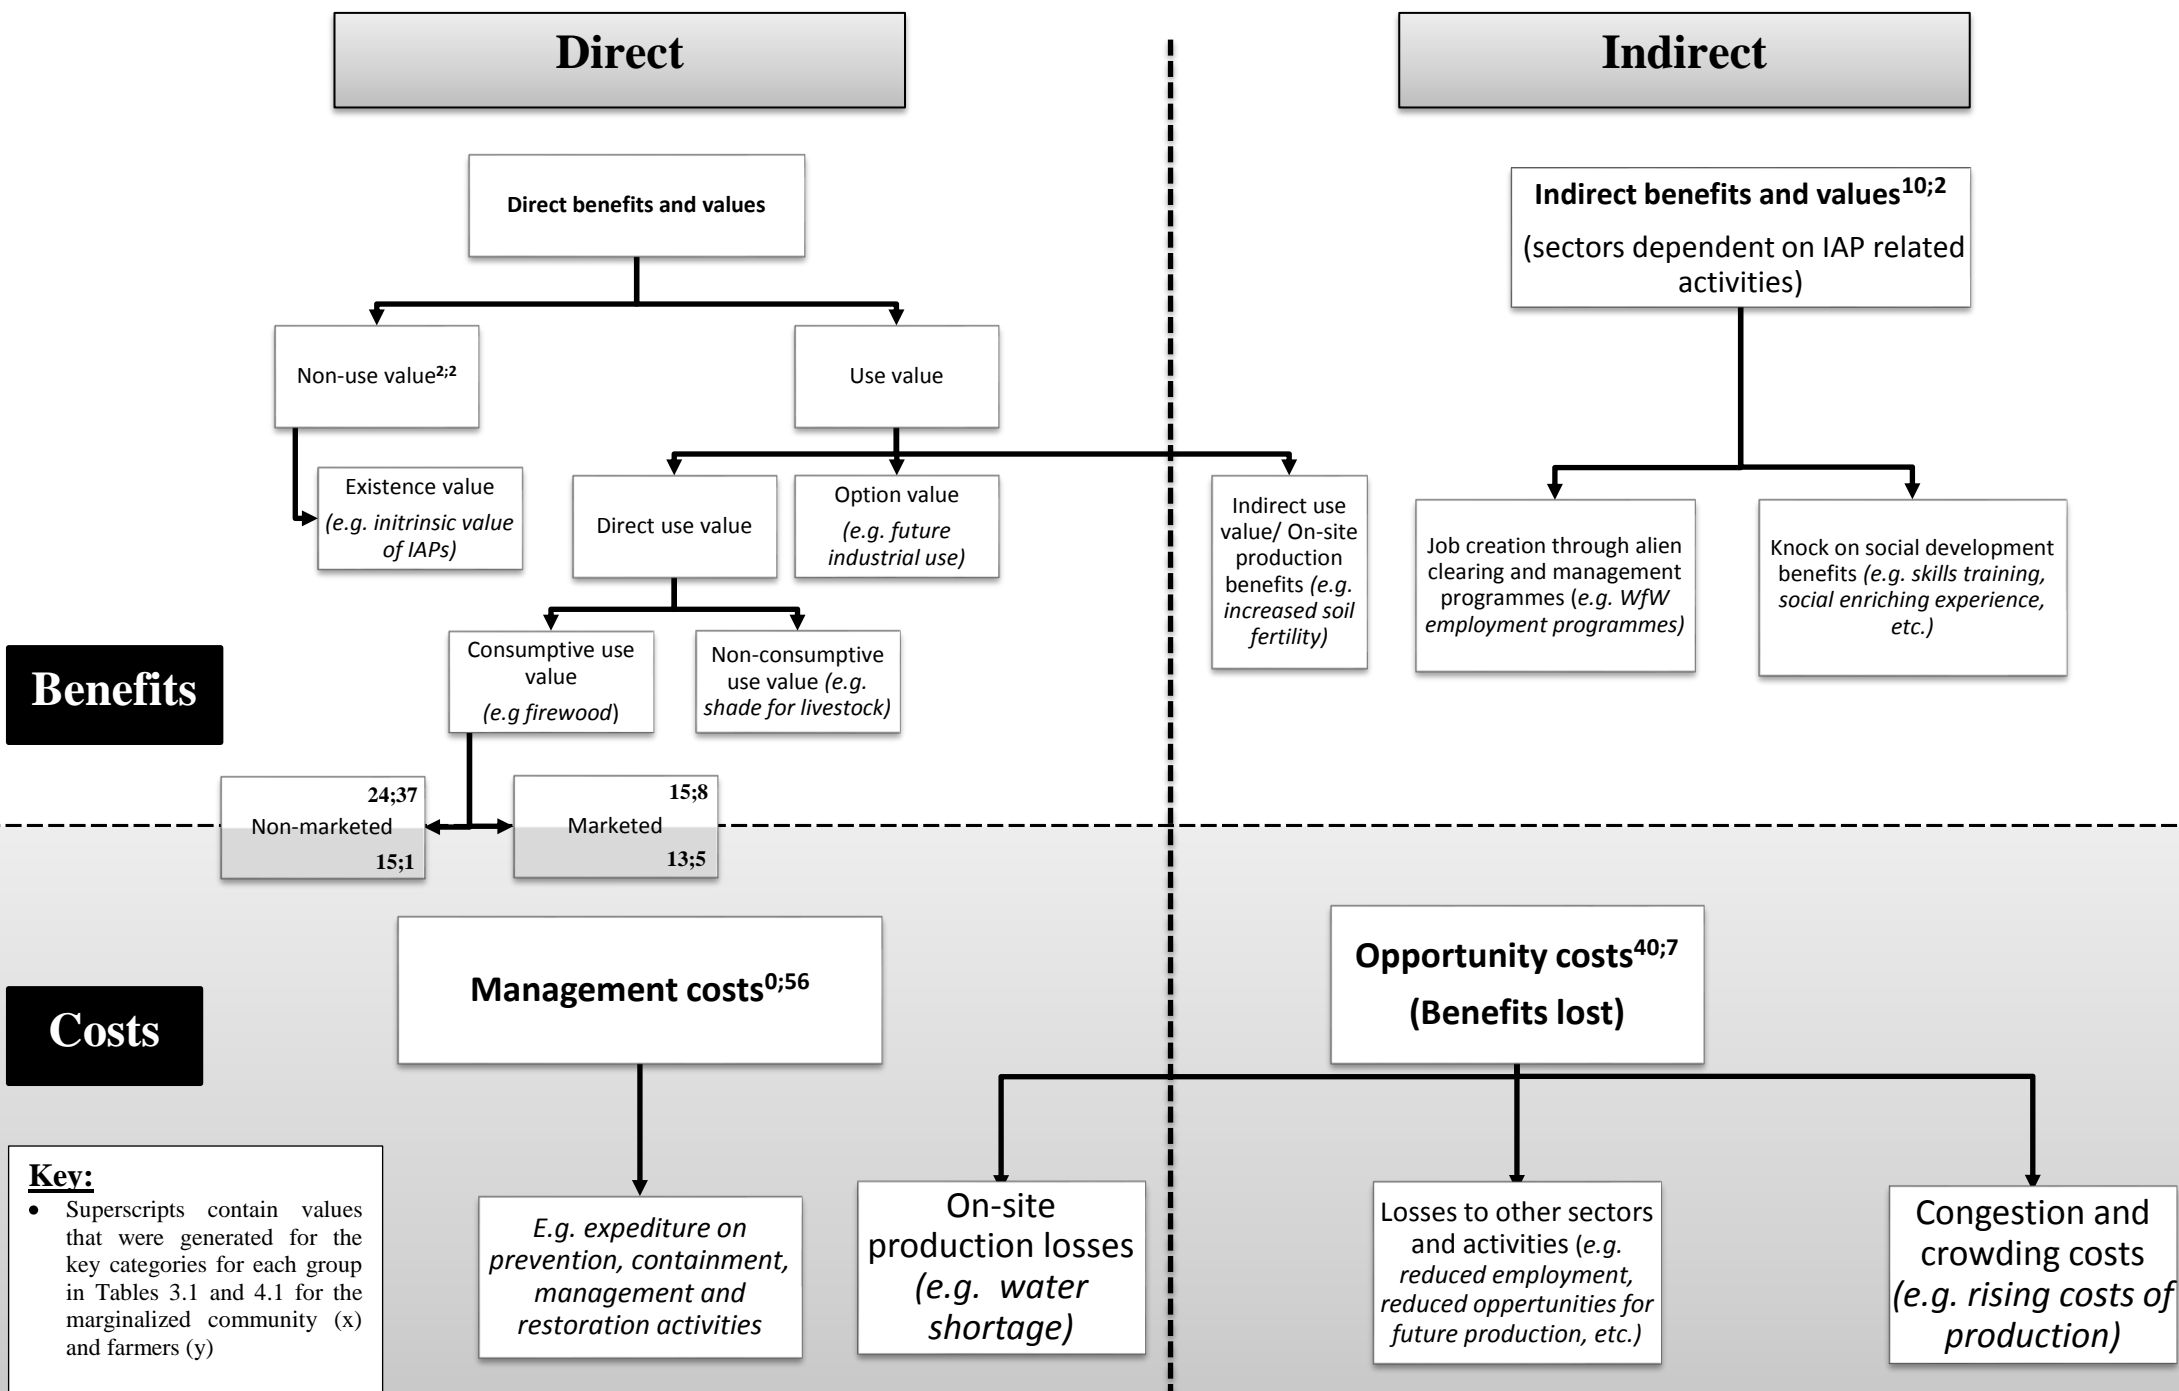 Direct
Indirect
Direct benefits and values
Indirect benefits and values10;2
(sectors dependent on IAP related
activities)
Non-use value2;2
Use value
Existence value
(e.g. initrinsic value
of IAPs)
Direct use value
Option value
(e.g. future
industrial use)
Indirect use
value/ On-site
production
benefits (e.g.
increased soil
fertility)
Job creation through alien
clearing and management
programmes (e.g. WfW
employment programmes)
Knock on social development
benefits (e.g. skills training,
social enriching experience,
etc.)
Benefits
Consumptive use
value
(e.g firewood)
Non-consumptive
use value (e.g.
shade for livestock)
24;37
Non-marketed
15;1
15;8
Marketed
13;5
Costs
Management costs0;56
Opportunity costs40;7
(Benefits lost)
E.g. expediture on
prevention, containment,
management and
restoration activities
On-site
production losses
(e.g. water
shortage)
Losses to other sectors
and activities (e.g.
reduced employment,
reduced oppertunities for
future production, etc.)
Congestion and
crowding costs
(e.g. rising costs of
production)
Key:
• Superscripts contain values
that were generated for the
key categories for each group
in Tables 3.1 and 4.1 for the
marginalized community (x)
and farmers (y)